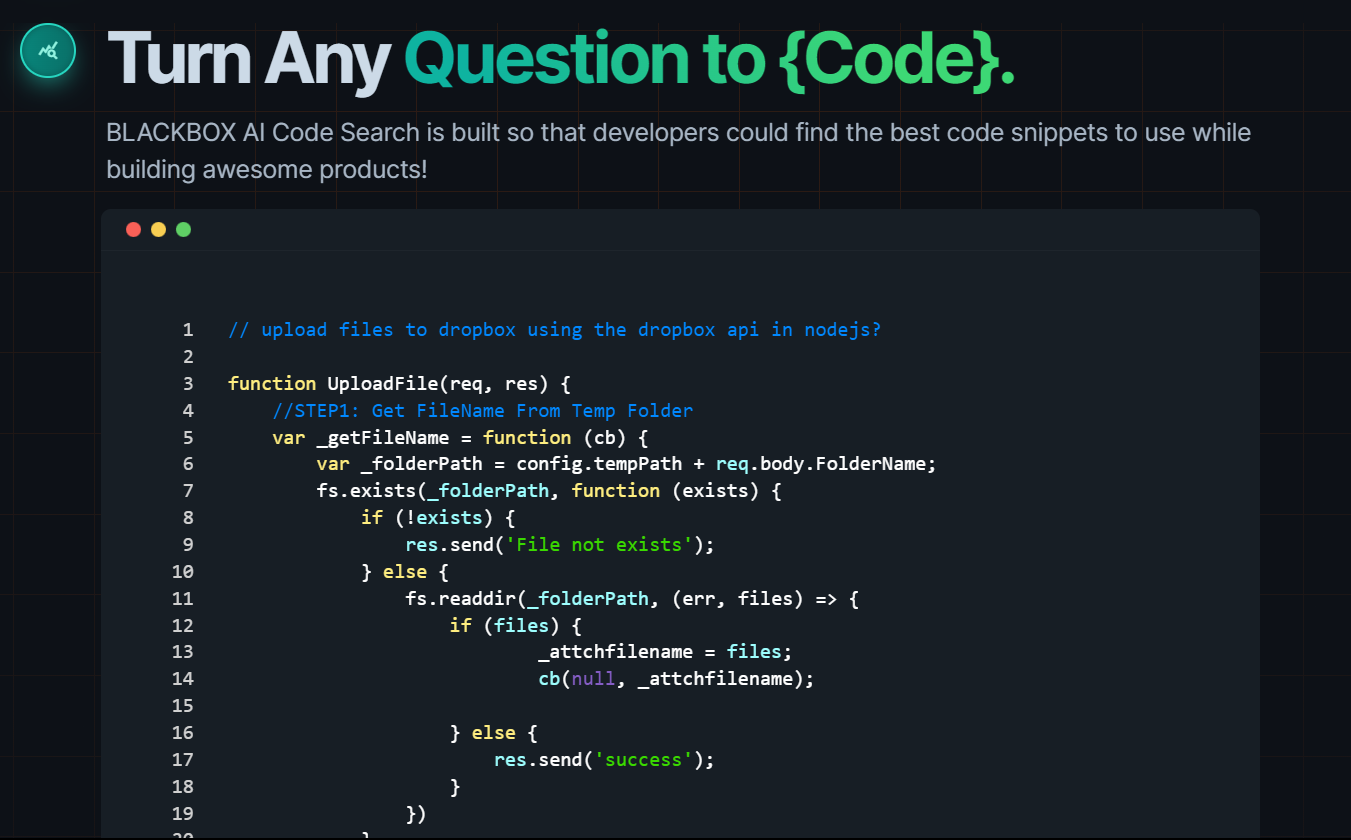 Turn Any Question to {Code}.
BLACKBOX AI Code Search is built so that developers could find the best code snippets to use while
building awesome products!
1 // upload files to dropbox using the dropbox api in nodejs?
2
3 function UploadFile(req, res) {
4     //STEP1: Get FileName From Temp Folder
5     var _getFileName = function (cb) {
6         var _folderPath = config.tempPath + req.body.FolderName;
7         fs.exists(_folderPath, function (exists) {
8             if (!exists) {
9                 res.send('File not exists');
10             } else {
11                 fs.readdir(_folderPath, (err, files) => {
12                     if (files) {
13                             _attchfilename = files;
14                             cb(null, _attchfilename);
15
16                     } else {
17                         res.send('success');
18                     }
19                 })